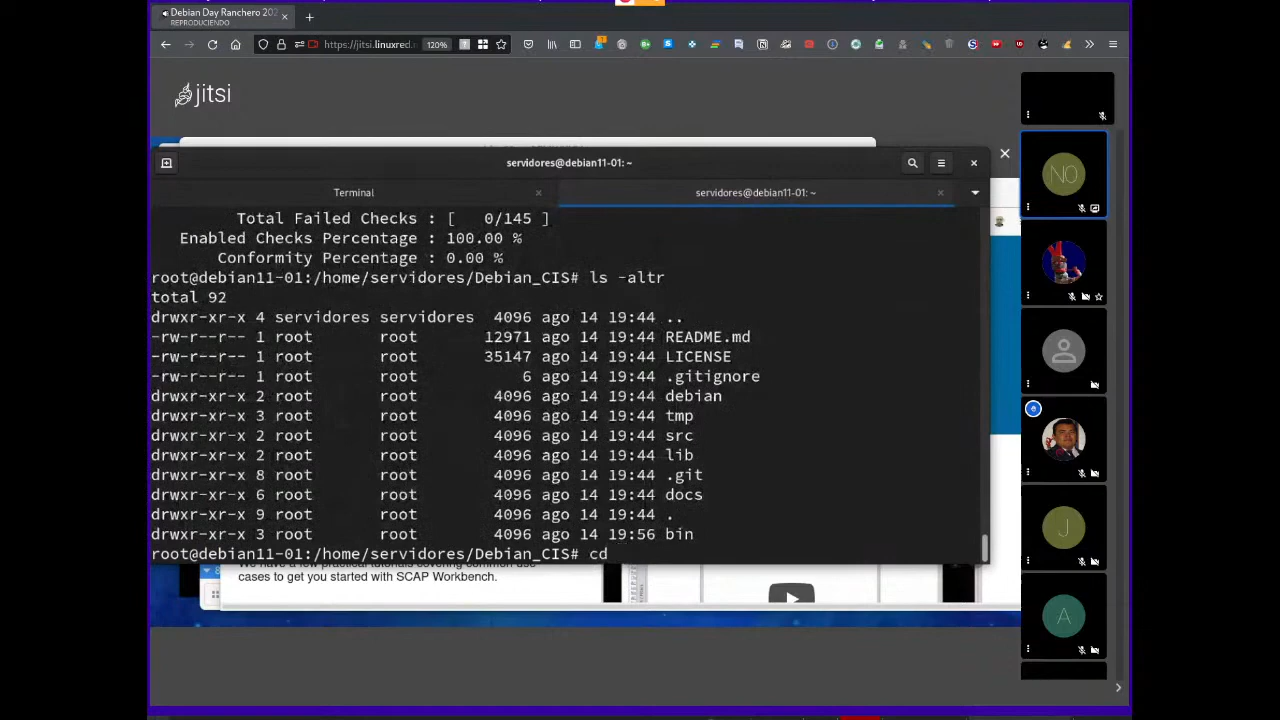 Debian Day Ranchero 202
REPRODUCIENDO
https://jitsi.linuxred.
120%
jitsi
servidores@debian11-01: ~
Terminal
servidores@debian11-01: ~
Total Failed Checks : [ 0/145 ]
Enabled Checks Percentage : 100.00 %
Conformity Percentage : 0.00 %
root@debian11-01:/home/servidores/Debian_CIS# ls -altr
total 92
drwxr-xr-x 4 servidores servidores 4096 ago 14 19:44 ..
-rw-r--r-- 1 root root 12971 ago 14 19:44 README.md
-rw-r--r-- 1 root root 35147 ago 14 19:44 LICENSE
-rw-r--r-- 1 root root 6 ago 14 19:44 .gitignore
drwxr-xr-x 2 root root 4096 ago 14 19:44 debian
drwxr-xr-x 3 root root 4096 ago 14 19:44 tmp
drwxr-xr-x 2 root root 4096 ago 14 19:44 src
drwxr-xr-x 2 root root 4096 ago 14 19:44 lib
drwxr-xr-x 8 root root 4096 ago 14 19:44 .git
drwxr-xr-x 6 root root 4096 ago 14 19:44 docs
drwxr-xr-x 9 root root 4096 ago 14 19:44 .
drwxr-xr-x 3 root root 4096 ago 14 19:56 bin
root@debian11-01:/home/servidores/Debian_CIS# cd
We have a few practical tutorials covering common use
cases to get you started with SCAP Workbench.
NO
J
A